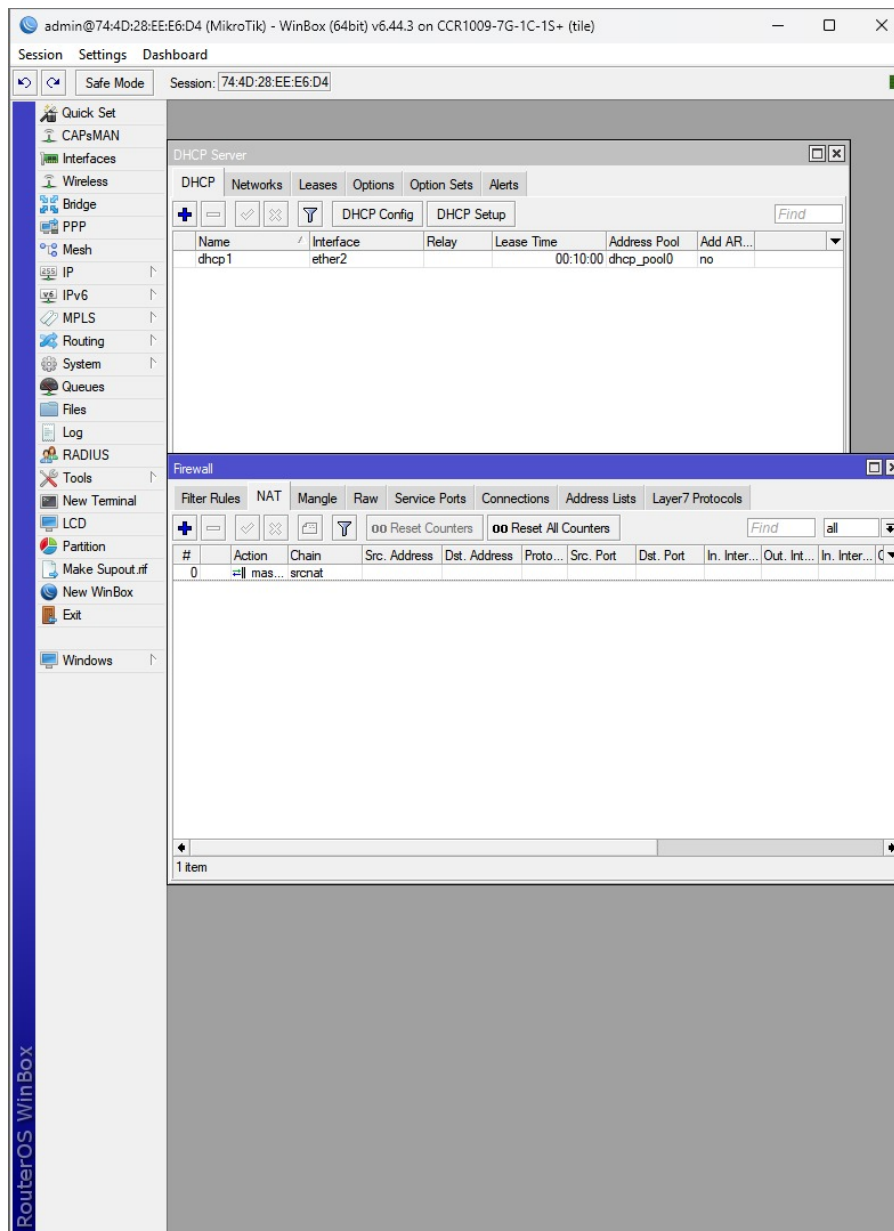 admin@74:4D:28:EE:E6:D4 (MikroTik) - WinBox (64bit) v6.44.3 on CCR1009-7G-1C-1S+ (tile)
Session Settings Dashboard
Safe Mode Session: 74:4D:28:EE:E6:D4
Quick Set
CAPsMAN
Interfaces
Wireless
Bridge
PPP
Mesh
IP
IPv6
MPLS
Routing
System
Queues
Files
Log
RADIUS
Tools
New Terminal
LCD
Partition
Make Supout.rif
New WinBox
Exit
Windows
RouterOS WinBox
DHCP Server
DHCP Networks Leases Options Option Sets Alerts
DHCP Config DHCP Setup Find
Name Interface Relay Lease Time Address Pool Add AR...
dhcp1 ether2 00:10:00 dhcp_pool0 no
Firewall
Filter Rules NAT Mangle Raw Service Ports Connections Address Lists Layer7 Protocols
00 Reset Counters 00 Reset All Counters Find all
# Action Chain Src. Address Dst. Address Proto... Src. Port Dst. Port In. Inter... Out. Int... In. Inter...
0 mas... srcnat
1 item